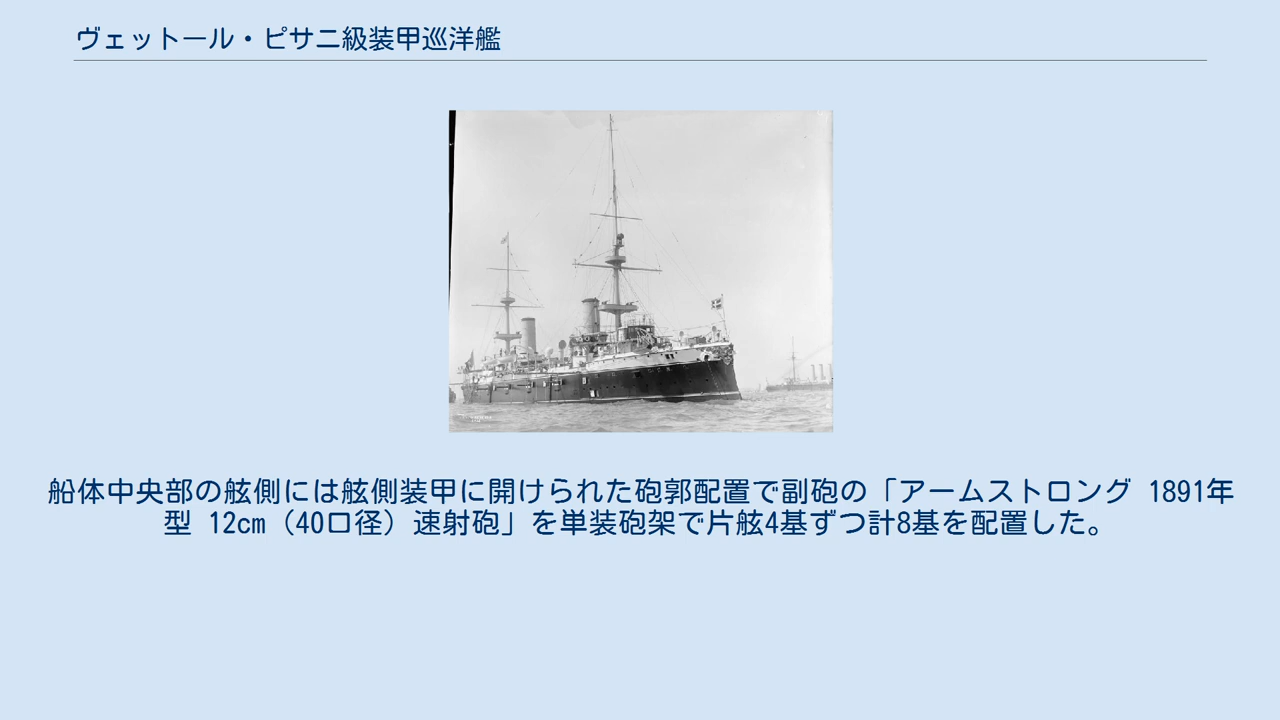 ヴェットール・ピサニ級装甲巡洋艦
船体中央部の舷側には舷側装甲に開けられた砲郭配置で副砲の「アームストロング 1891年
型 12cm（40口径）速射砲」を単装砲架で片舷4基ずつ計8基を配置した。